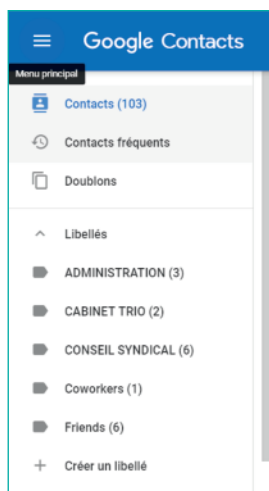 Google Contacts
Menu principal
Contacts (103)
Contacts fréquents
Doublons
Libellés
ADMINISTRATION (3)
CABINET TRIO (2)
CONSEIL SYNDICAL (6)
Coworkers (1)
Friends (6)
Créer un libellé